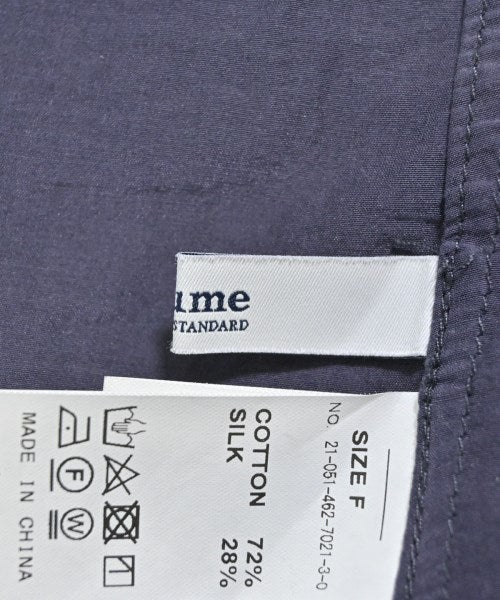 ume
STANDARD
SIZE F
NO. 21-051-462-7021-3-0
COTTON 72%
SILK 28%
F
W
MADE IN CHINA